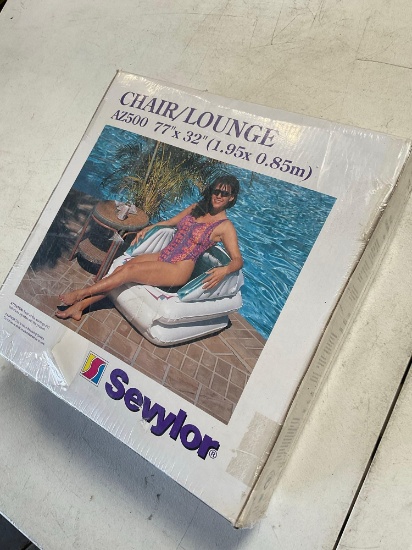 CHAIR/LOUNGE
AZ500 77"x 32"(1.95x 0.85m)
Sevylor®